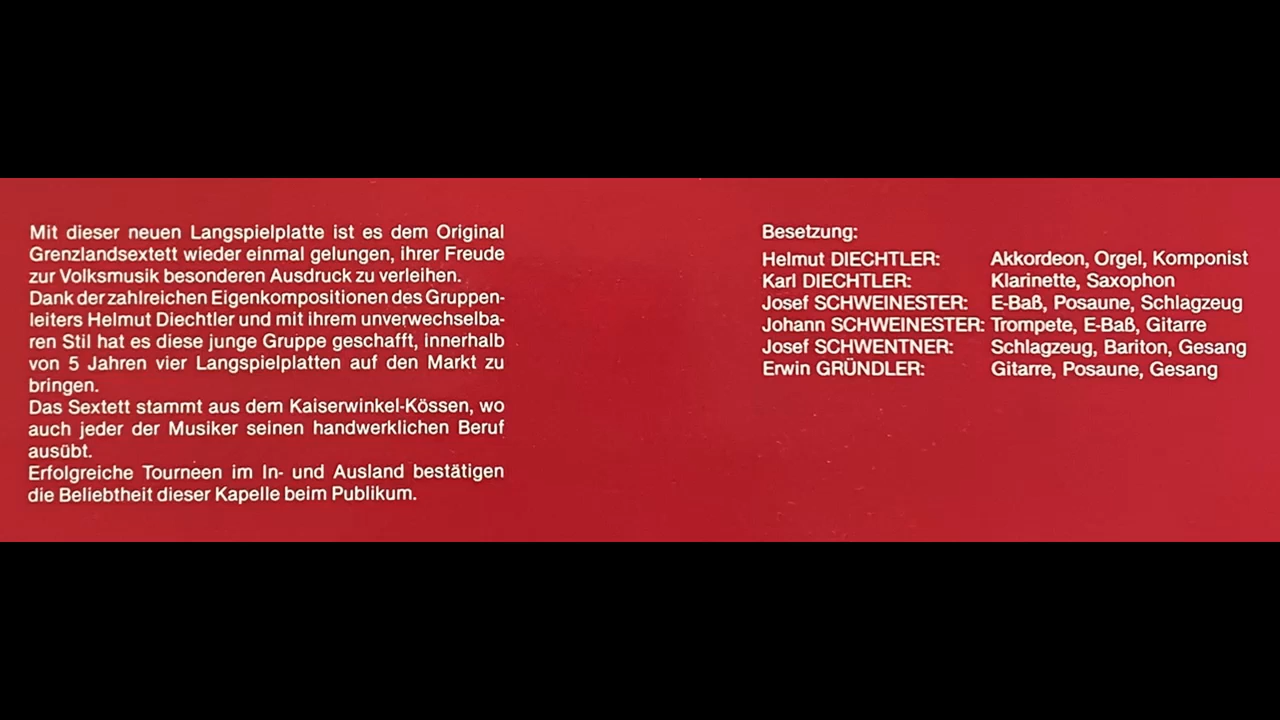 Mit dieser neuen Langspielplatte ist es dem Original
Grenzlandsextett wieder einmal gelungen, ihrer Freude
zur Volksmusik besonderen Ausdruck zu verleihen.
Dank der zahlreichen Eigenkompositionen des Gruppen-
leiters Helmut Diechtler und mit ihrem unverwechselba-
ren Stil hat es diese junge Gruppe geschafft, innerhalb
von 5 Jahren vier Langspielplatten auf den Markt zu
bringen.
Das Sextett stammt aus dem Kaiserwinkel-Kössen, wo
auch jeder der Musiker seinen handwerklichen Beruf
ausübt.
Erfolgreiche Tourneen im In- und Ausland bestätigen
die Beliebtheit dieser Kapelle beim Publikum.
Besetzung:
Helmut DIECHTLER: Akkordeon, Orgel, Komponist
Karl DIECHTLER: Klarinette, Saxophon
Josef SCHWEINESTER: E-Baß, Posaune, Schlagzeug
Johann SCHWEINESTER: Trompete, E-Baß, Gitarre
Josef SCHWENTNER: Schlagzeug, Bariton, Gesang
Erwin GRÜNDLER: Gitarre, Posaune, Gesang